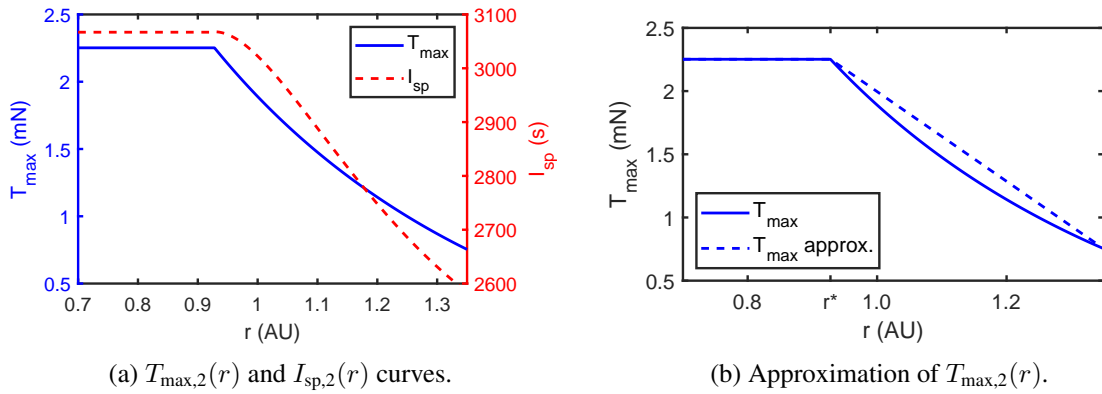 2.5
2
1.5
1
0.5
T_max (mN)
3100
3000
2900
2800
2700
2600
I_sp (s)
T_max
I_sp
0.7 0.8 0.9 1 1.1 1.2 1.3
r (AU)
(a) T_max,2(r) and I_sp,2(r) curves.
2.5
2
1.5
1
0.5
T_max (mN)
T_max
T_max approx.
0.8 r* 1.0 1.2
r (AU)
(b) Approximation of T_max,2(r).